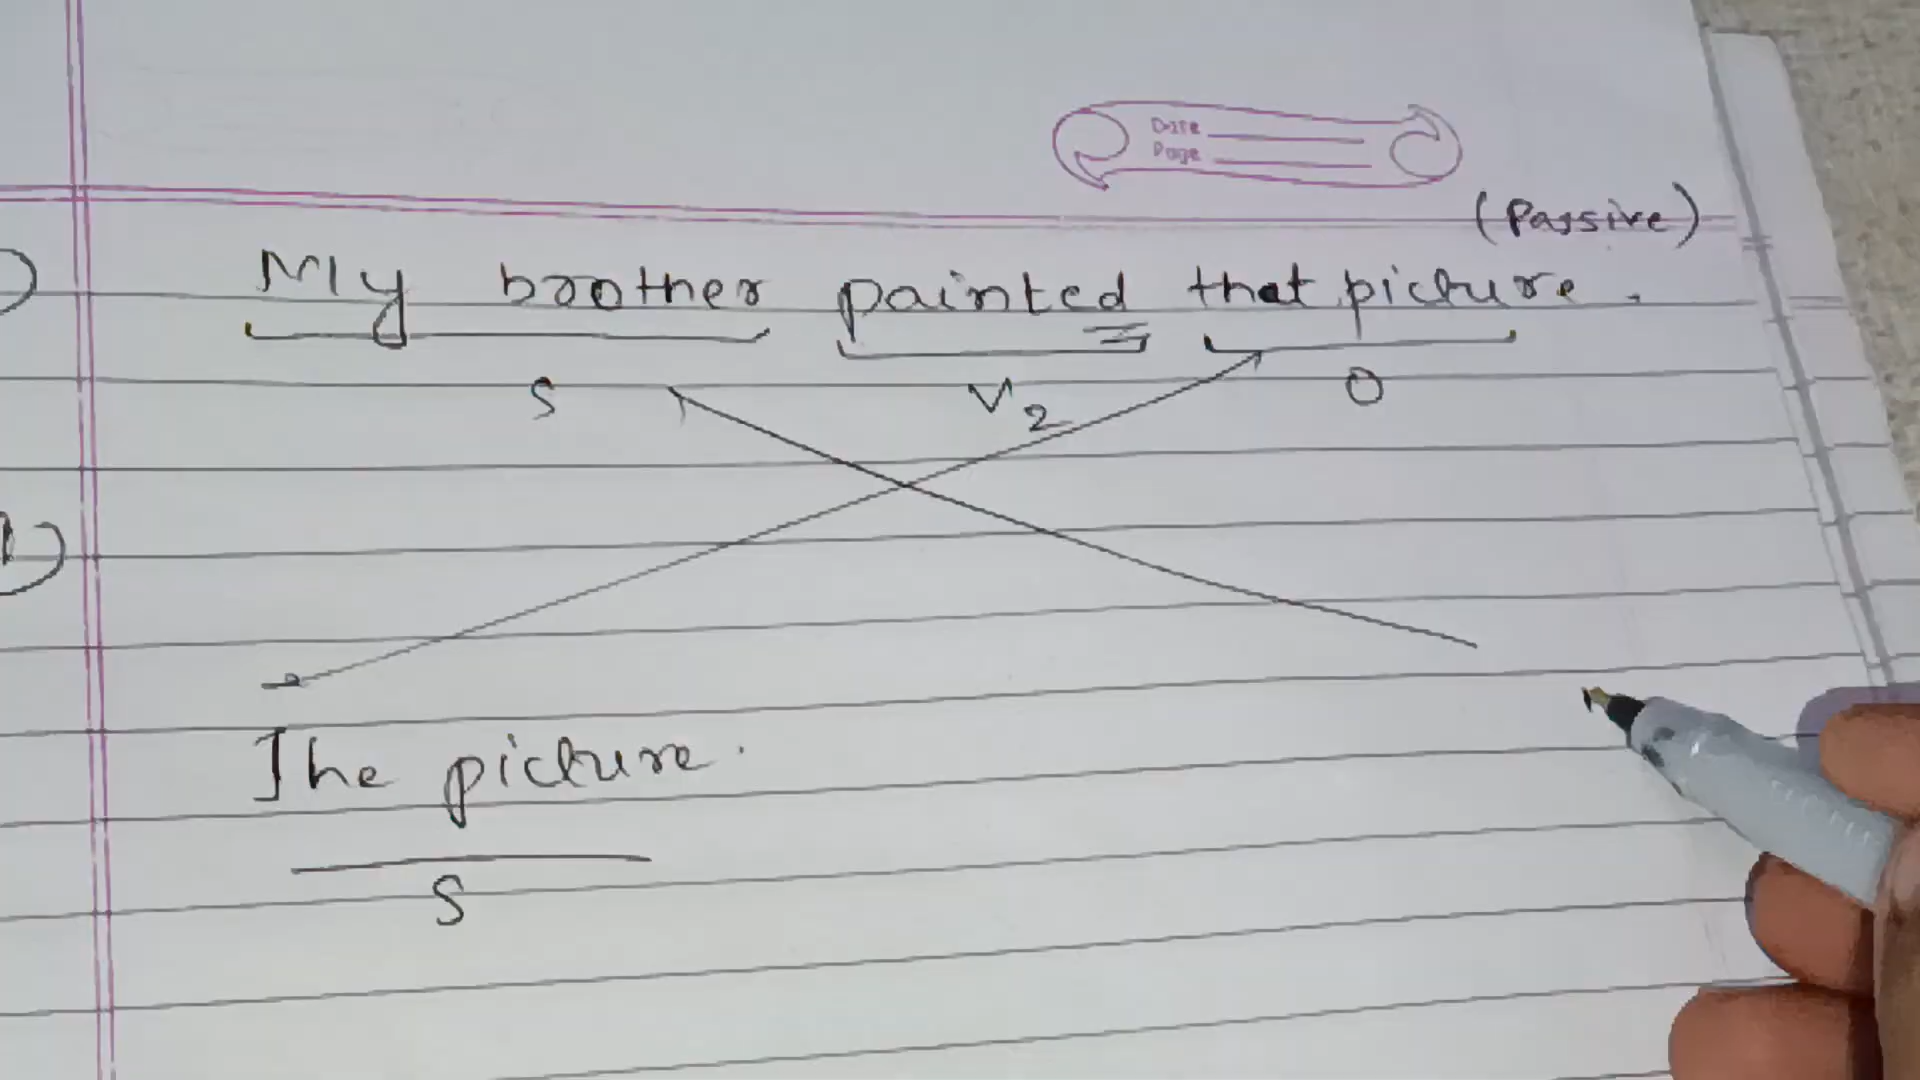 Date
Page
(Passive)
My brother painted that picture.
S V2 O
The picture.
S